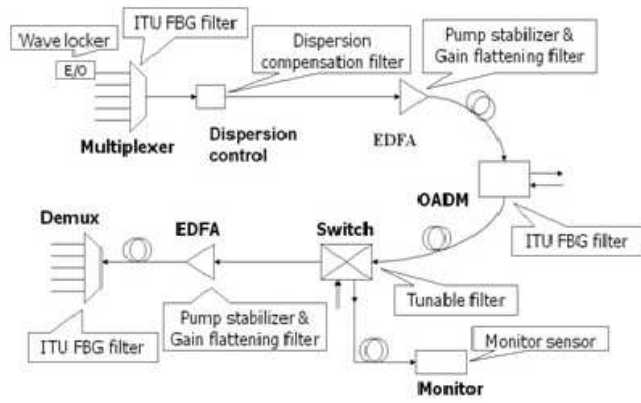 Wave locker
ITU FBG filter
E/O
Multiplexer
Dispersion
compensation filter
Dispersion
control
Pump stabilizer &
Gain flattening filter
EDFA
OADM
ITU FBG filter
Demux
EDFA
Switch
Tunable filter
ITU FBG filter
Pump stabilizer &
Gain flattening filter
Monitor sensor
Monitor